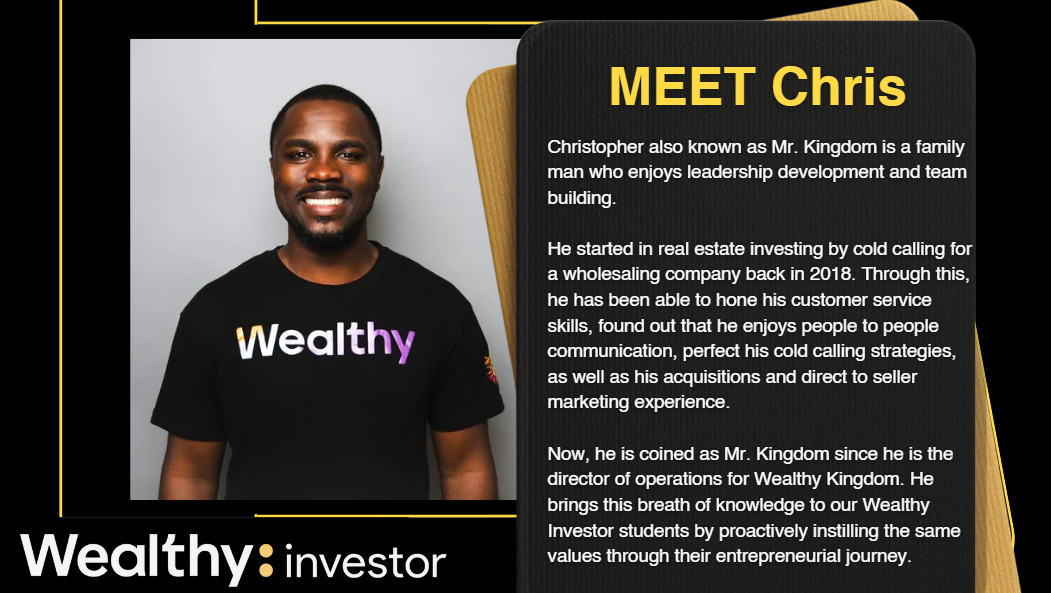 MEET Chris
Christopher also known as Mr. Kingdom is a family
man who enjoys leadership development and team
building.
He started in real estate investing by cold calling for
a wholesaling company back in 2018. Through this,
he has been able to hone his customer service
skills, found out that he enjoys people to people
communication, perfect his cold calling strategies,
as well as his acquisitions and direct to seller
marketing experience.
Now, he is coined as Mr. Kingdom since he is the
director of operations for Wealthy Kingdom. He
brings this breath of knowledge to our Wealthy
Investor students by proactively instilling the same
values through their entrepreneurial journey.
Wealthy
Wealthy: investor